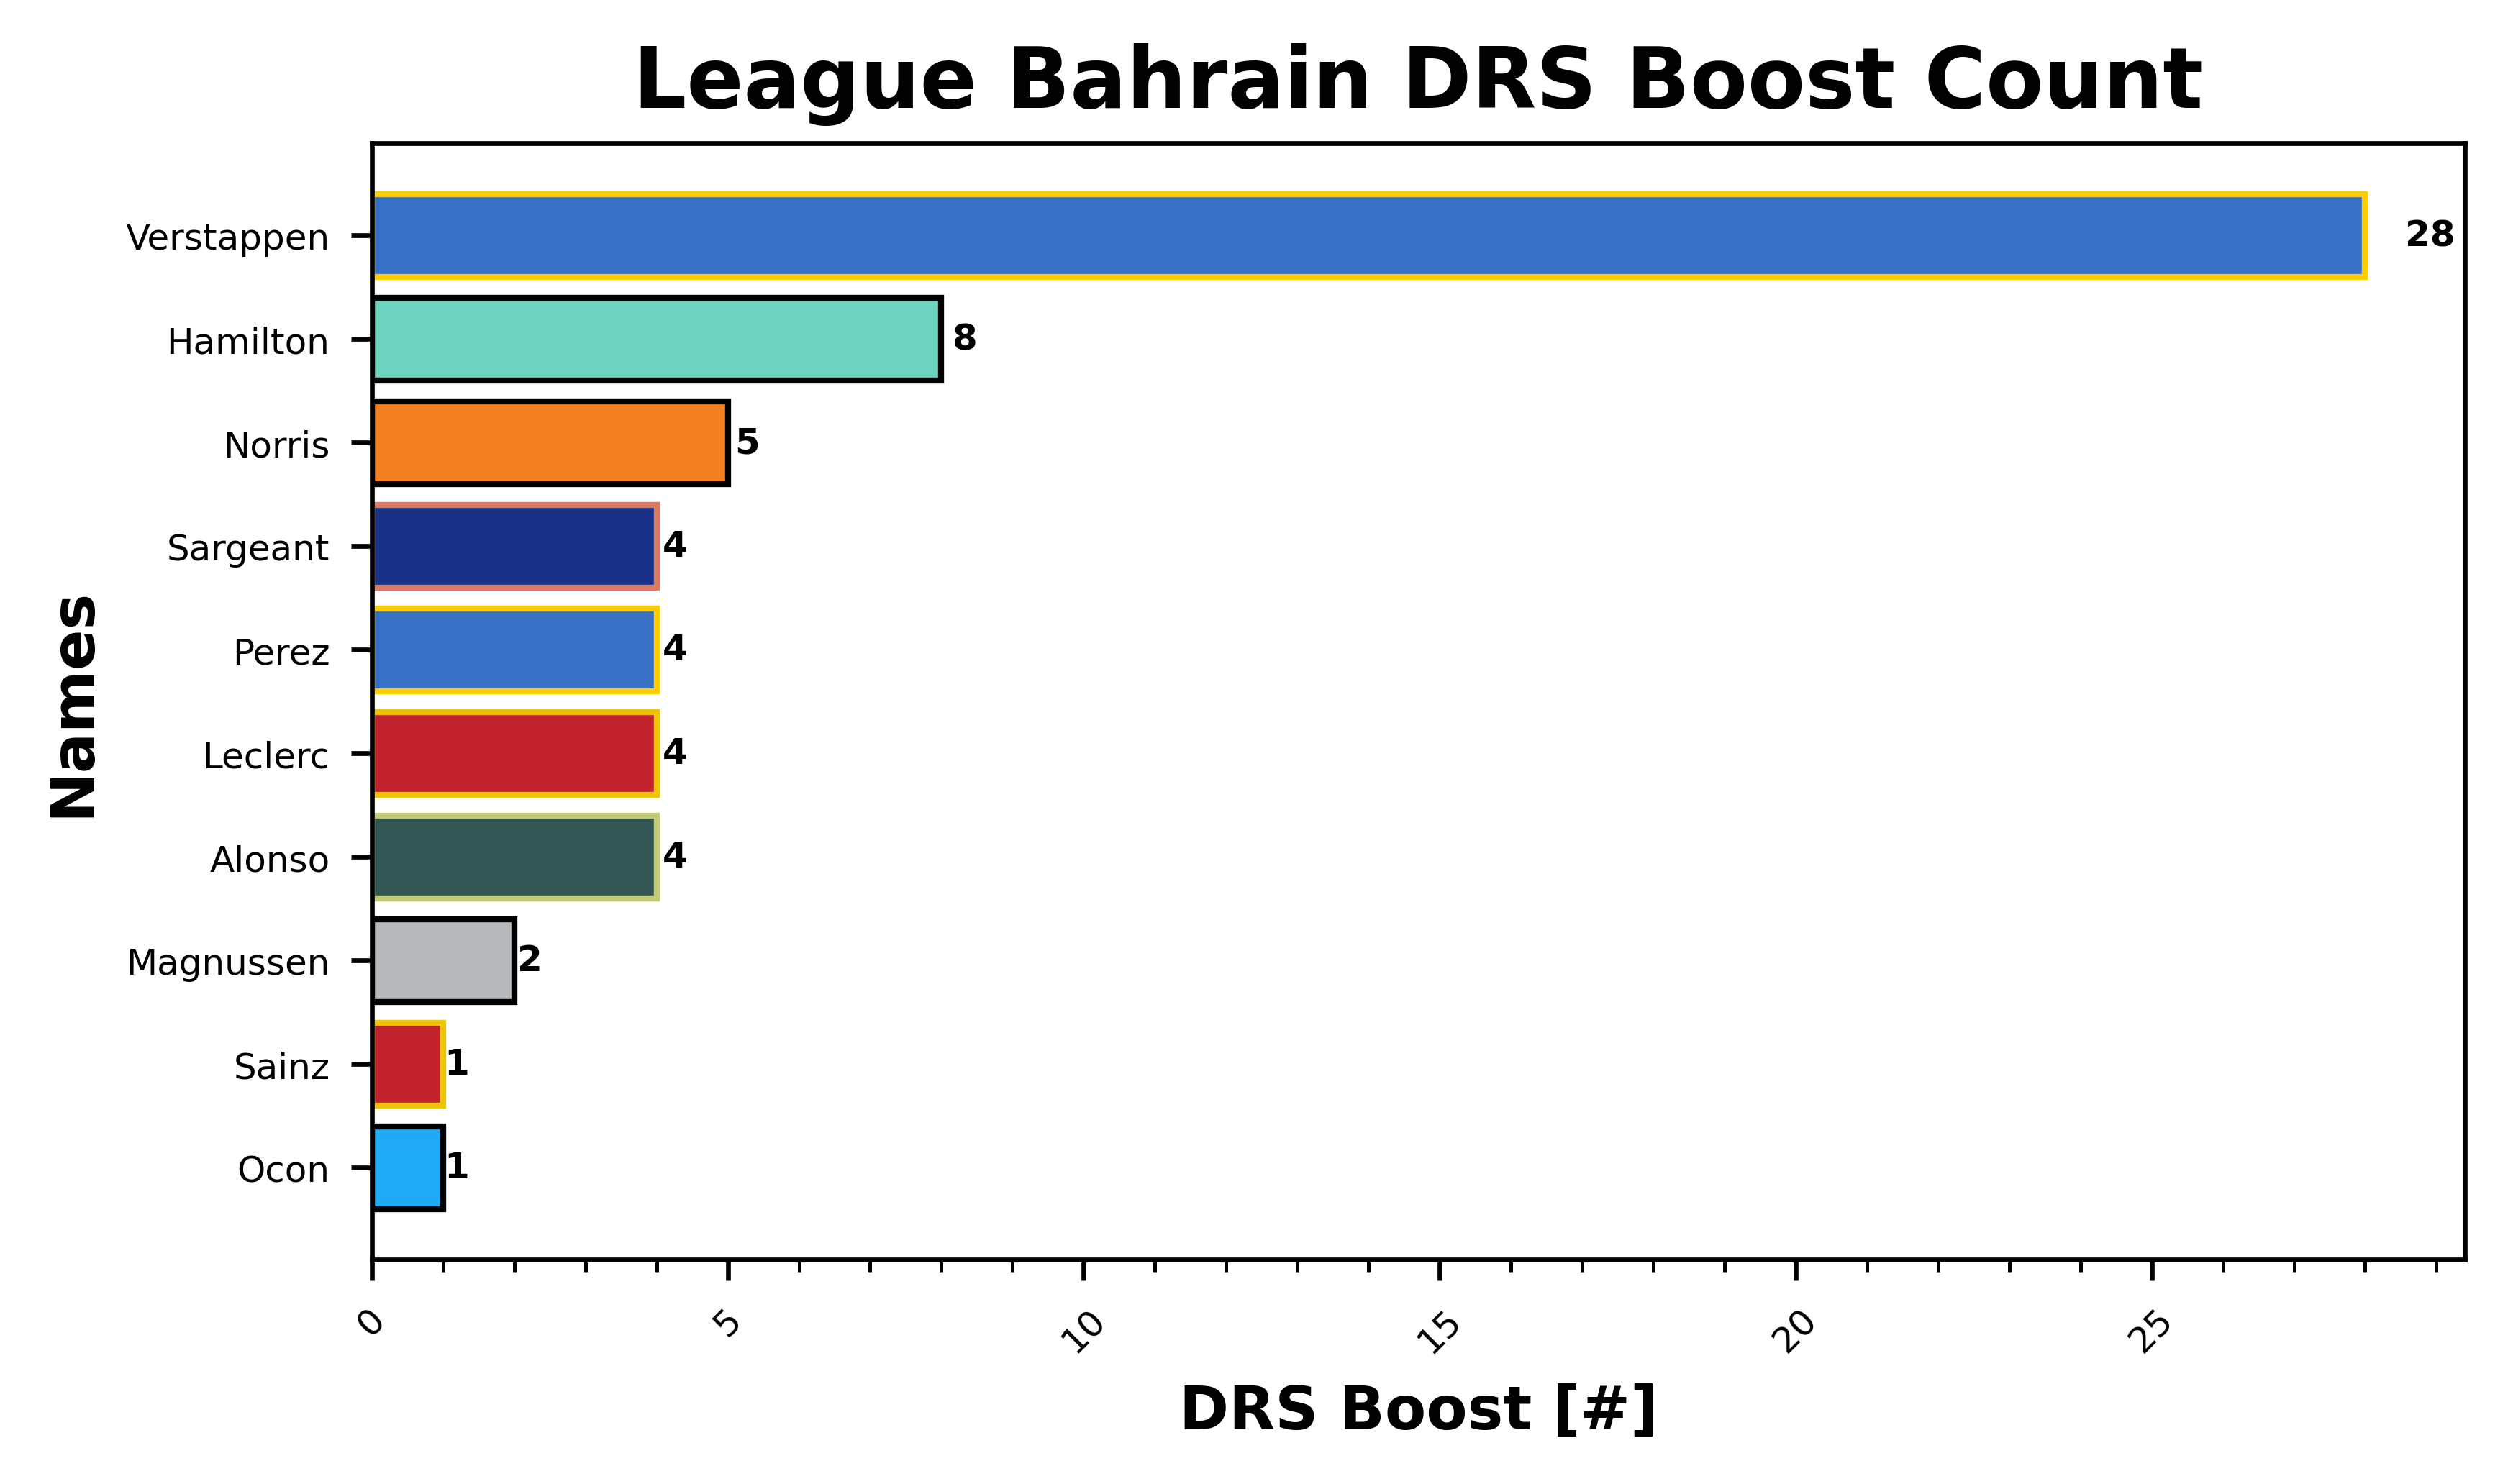 League Bahrain DRS Boost Count
Names
Verstappen 28
Hamilton 8
Norris 5
Sargeant 4
Perez 4
Leclerc 4
Alonso 4
Magnussen 2
Sainz 1
Ocon 1
0 5 10 15 20 25
DRS Boost [#]